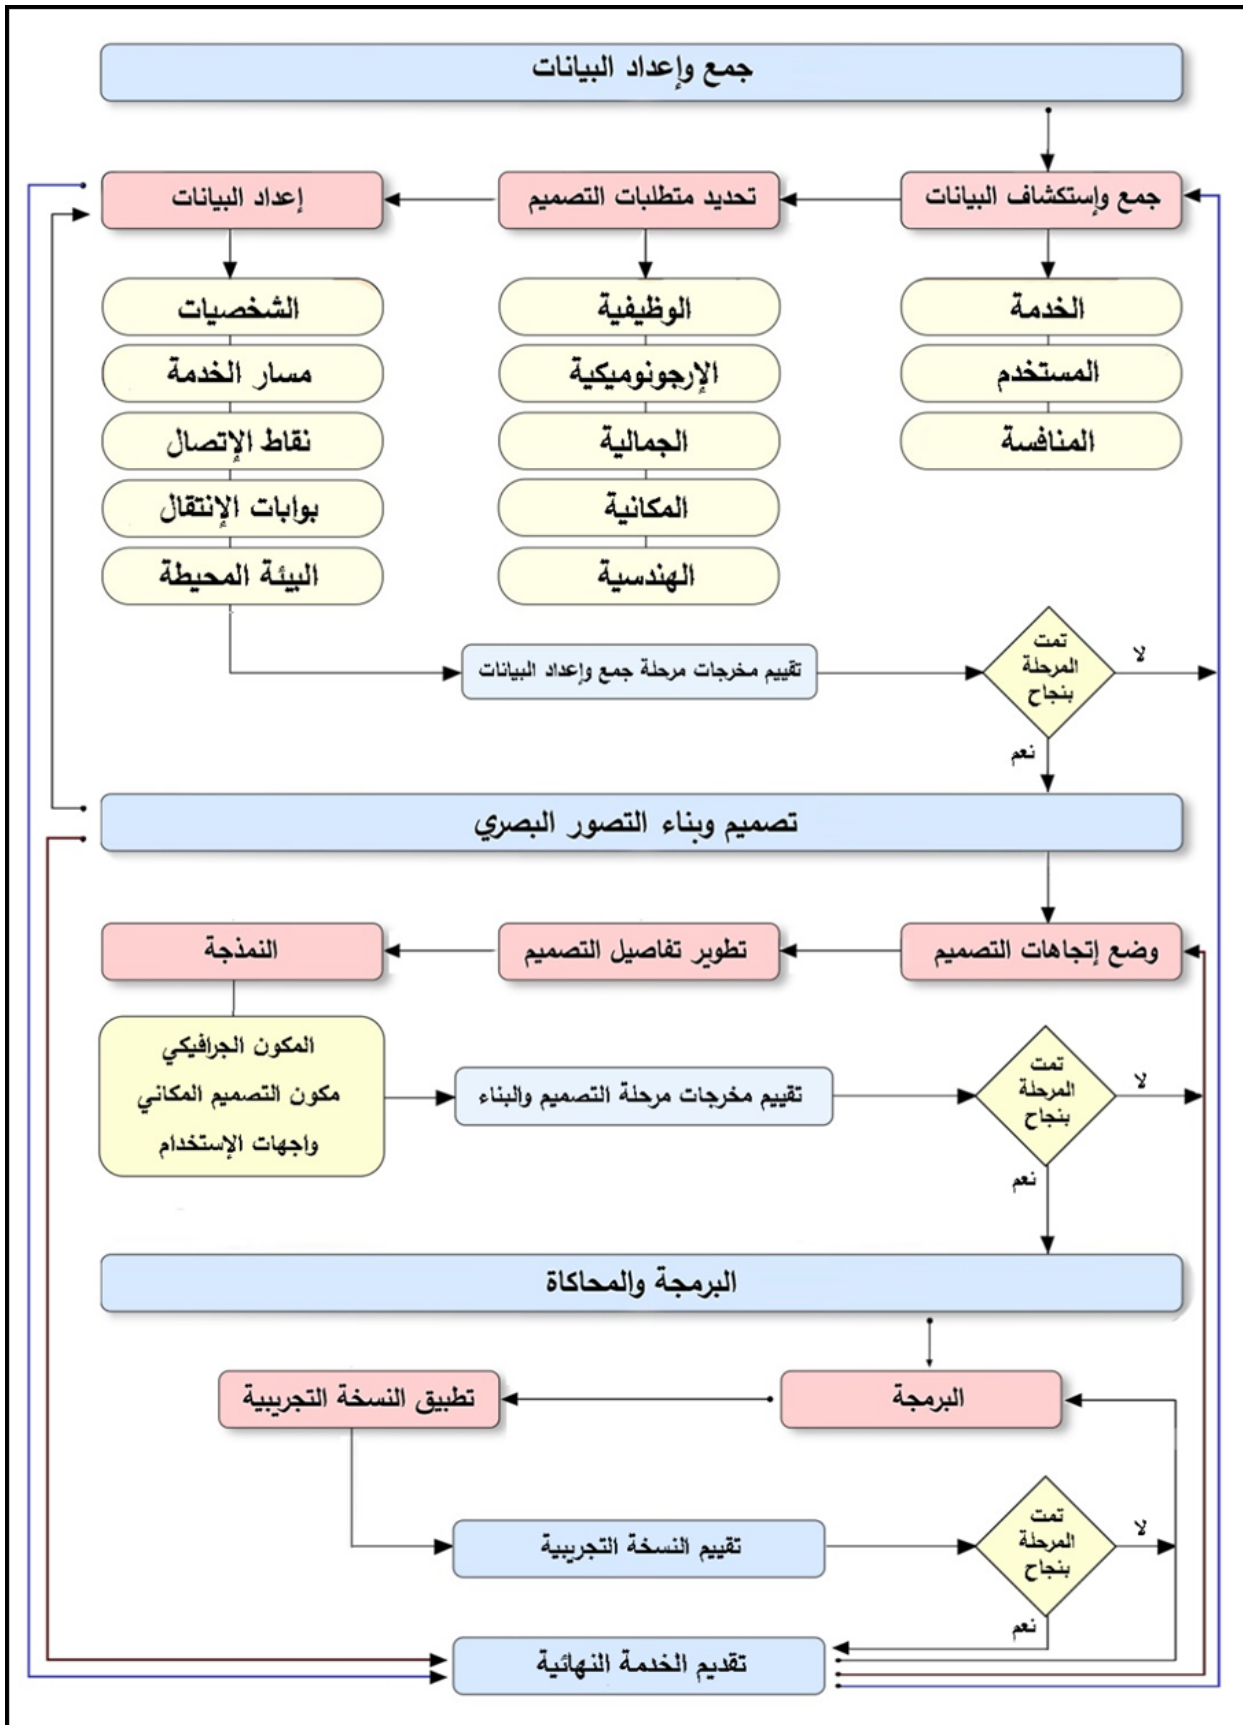 جمع وإعداد البيانات
جمع وإستكشاف البيانات
تحديد متطلبات التصميم
إعداد البيانات
الخدمة
الوظيفية
الشخصيات
المستخدم
الإرجونوميكية
مسار الخدمة
المنافسة
الجمالية
نقاط الإتصال
المكانية
بوابات الإنتقال
الهندسية
البيئة المحيطة
تقييم مخرجات مرحلة جمع وإعداد البيانات
تمت
المرحلة
بنجاح
لا
نعم
تصميم وبناء التصور البصري
وضع إتجاهات التصميم
تطوير تفاصيل التصميم
النمذجة
المكون الجرافيكي
مكون التصميم المكاني
واجهات الإستخدام
تقييم مخرجات مرحلة التصميم والبناء
تمت
المرحلة
بنجاح
لا
نعم
البرمجة والمحاكاة
البرمجة
تطبيق النسخة التجريبية
تقييم النسخة التجريبية
تمت
المرحلة
بنجاح
لا
نعم
تقديم الخدمة النهائية